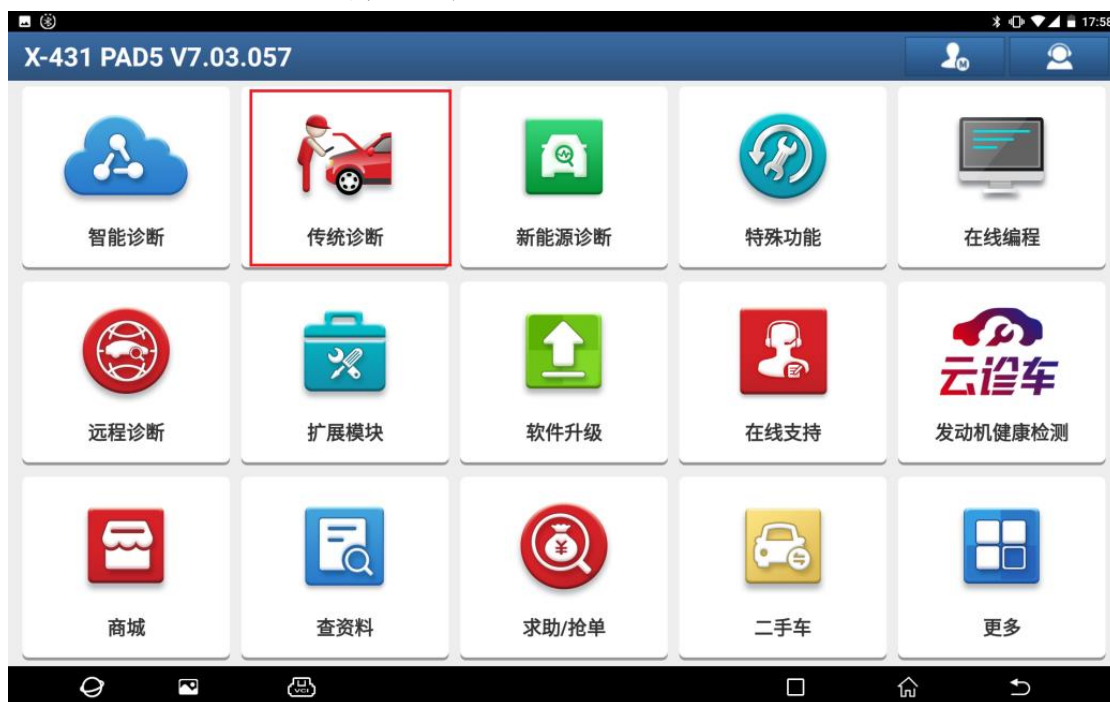 17:58
X-431 PAD5 V7.03.057
M
智能诊断
传统诊断
新能源诊断
特殊功能
在线编程
云诊车
远程诊断
扩展模块
软件升级
在线支持
发动机健康检测
¥
商城
查资料
求助/抢单
二手车
更多
VCI